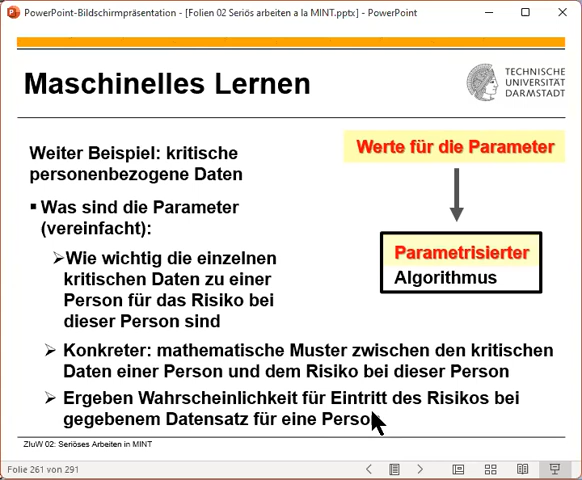 PowerPoint-Bildschirmpräsentation - [Folien 02 Seriös arbeiten a la MINT.pptx] - PowerPoint
Maschinelles Lernen
TECHNISCHE
UNIVERSITÄT
DARMSTADT
Weiter Beispiel: kritische
personenbezogene Daten
Werte für die Parameter
▪ Was sind die Parameter
(vereinfacht):
Parametrisierter
Algorithmus
➢Wie wichtig die einzelnen
kritischen Daten zu einer
Person für das Risiko bei
dieser Person sind
➢ Konkreter: mathematische Muster zwischen den kritischen
Daten einer Person und dem Risiko bei dieser Person
➢ Ergeben Wahrscheinlichkeit für Eintritt des Risikos bei
gegebenem Datensatz für eine Person
ZIuW 02: Seriöses Arbeiten in MINT
Folie 261 von 291